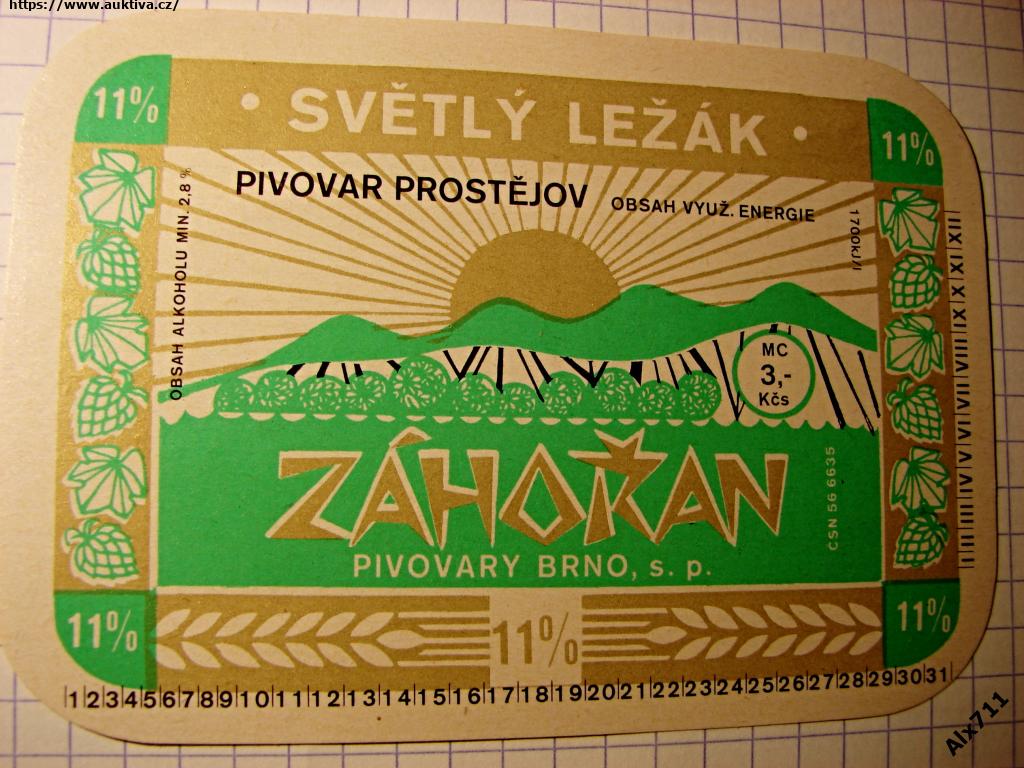 https://www.auktiva.cz/
11%
• SVĚTLÝ LEŽÁK •
11%
PIVOVAR PROSTĚJOV
OBSAH VYUŽ. ENERGIE
1700KJ/l
OBSAH ALKOHOLU MIN. 2,8 %
MC
3,-
Kčs
ZÁHOŘAN
PIVOVARY BRNO, s. p.
ČSN 56 6635
I II III IV V VI VII VIII IX X XI XII
11%
11%
11%
1 2 3 4 5 6 7 8 9 10 11 12 13 14 15 16 17 18 19 20 21 22 23 24 25 26 27 28 29 30 31
Alx711